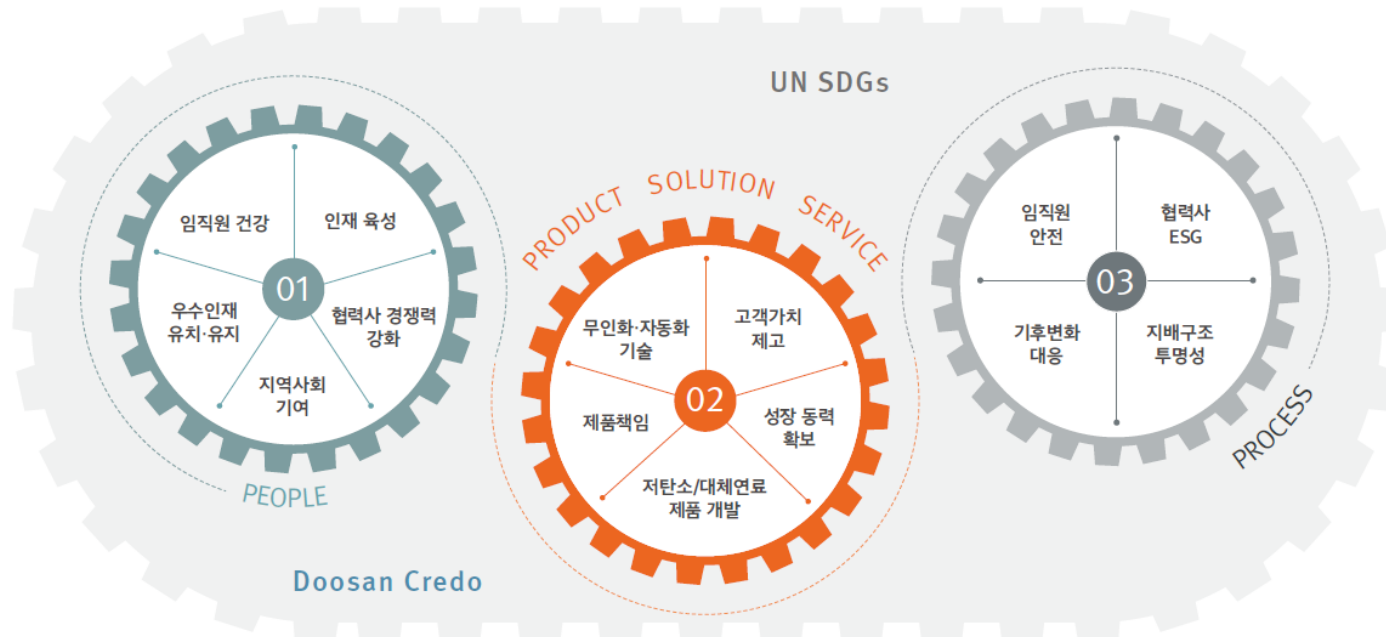 UN SDGs
임직원 건강
인재 육성
01
우수인재
유치·유지
협력사 경쟁력
강화
지역사회
기여
PEOPLE
PRODUCT SOLUTION SERVICE
무인화·자동화
기술
고객가치
제고
02
제품책임
성장 동력
확보
저탄소/대체연료
제품 개발
임직원
안전
협력사
ESG
03
기후변화
대응
지배구조
투명성
PROCESS
Doosan Credo